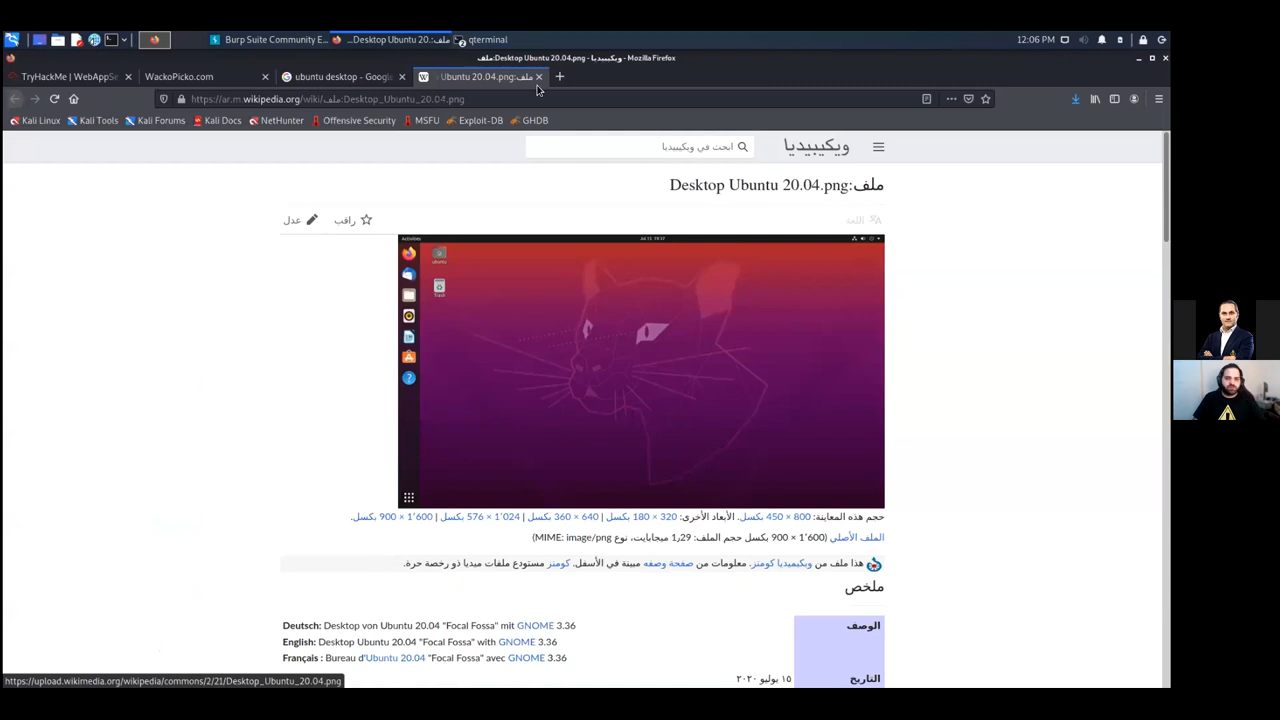 Burp Suite Community E...
...Desktop Ubuntu 20.:ملف
qterminal
12:06 PM
ملف:Desktop Ubuntu 20.04.png - ويكيبيديا - Mozilla Firefox
TryHackMe | WebAppSe
WackoPicko.com
ubuntu desktop - Google
Ubuntu 20.04.png:ملف
https://ar.m.wikipedia.org/wiki/ملف:Desktop_Ubuntu_20.04.png
Kali Linux
Kali Tools
Kali Forums
Kali Docs
NetHunter
Offensive Security
MSFU
Exploit-DB
GHDB
ويكيبيديا
ابحث في ويكيبيديا
ملف:Desktop Ubuntu 20.04.png
اللغة
راقب
عدل
Activities
Jul 15 19:37
ubuntu
Trash
حجم هذه المعاينة: 800 × 450 بكسل. الأبعاد الأخرى: 320 × 180 بكسل | 640 × 360 بكسل | 1٬024 × 576 بكسل | 1٬600 × 900 بكسل.
الملف الأصلي (1٬600 × 900 بكسل حجم الملف: 1٫29 ميجابايت، نوع MIME: image/png)
هذا ملف من ويكيميديا كومنز. معلومات من صفحة وصفه مبينة في الأسفل. كومنز مستودع ملفات ميديا ذو رخصة حرة.
ملخص
الوصف
Deutsch: Desktop von Ubuntu 20.04 "Focal Fossa" mit GNOME 3.36
English: Desktop Ubuntu 20.04 "Focal Fossa" with GNOME 3.36
Français : Bureau d'Ubuntu 20.04 "Focal Fossa" avec GNOME 3.36
التاريخ
١٥ يوليو ٢٠٢٠
https://upload.wikimedia.org/wikipedia/commons/2/21/Desktop_Ubuntu_20.04.png